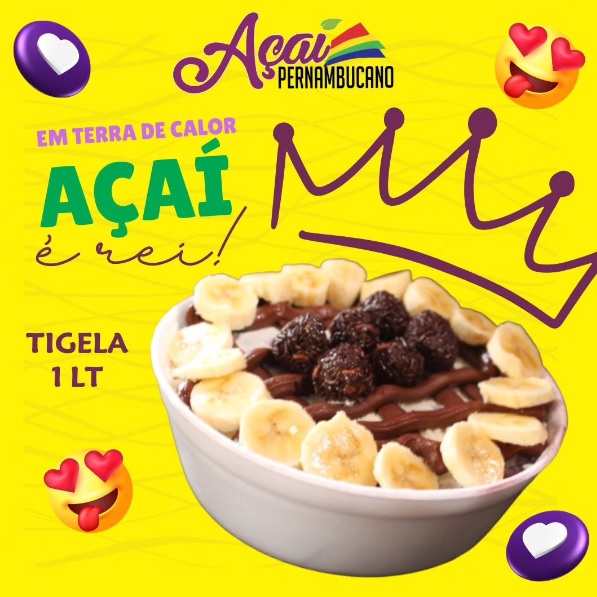 Açaí
PERNAMBUCANO
EM TERRA DE CALOR
AÇAÍ
é rei!
TIGELA
1 LT